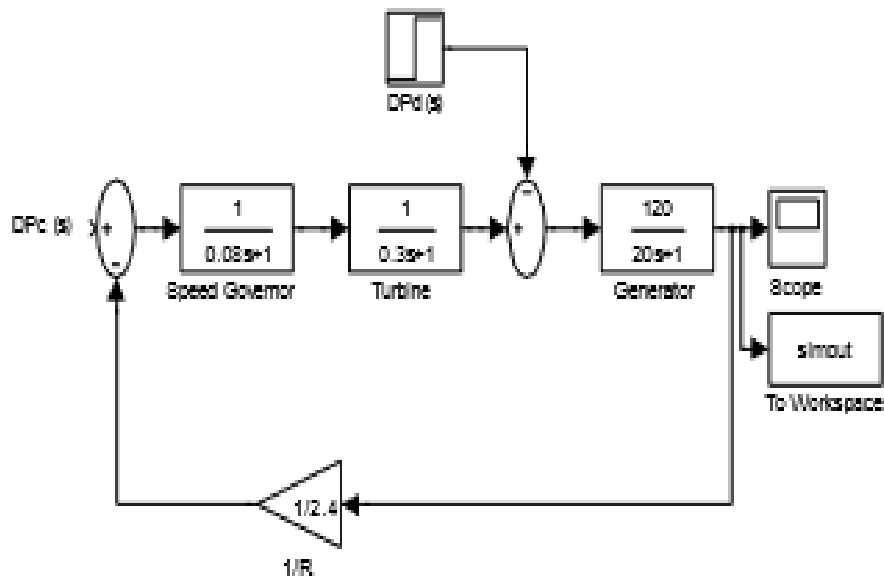 DPd (s)
DPc (s)
+
-
1
0.08s+1
Speed Governor
1
0.3s+1
Turbine
-
+
120
20s+1
Generator
Scope
simout
To Workspace
1/2.4
1/R